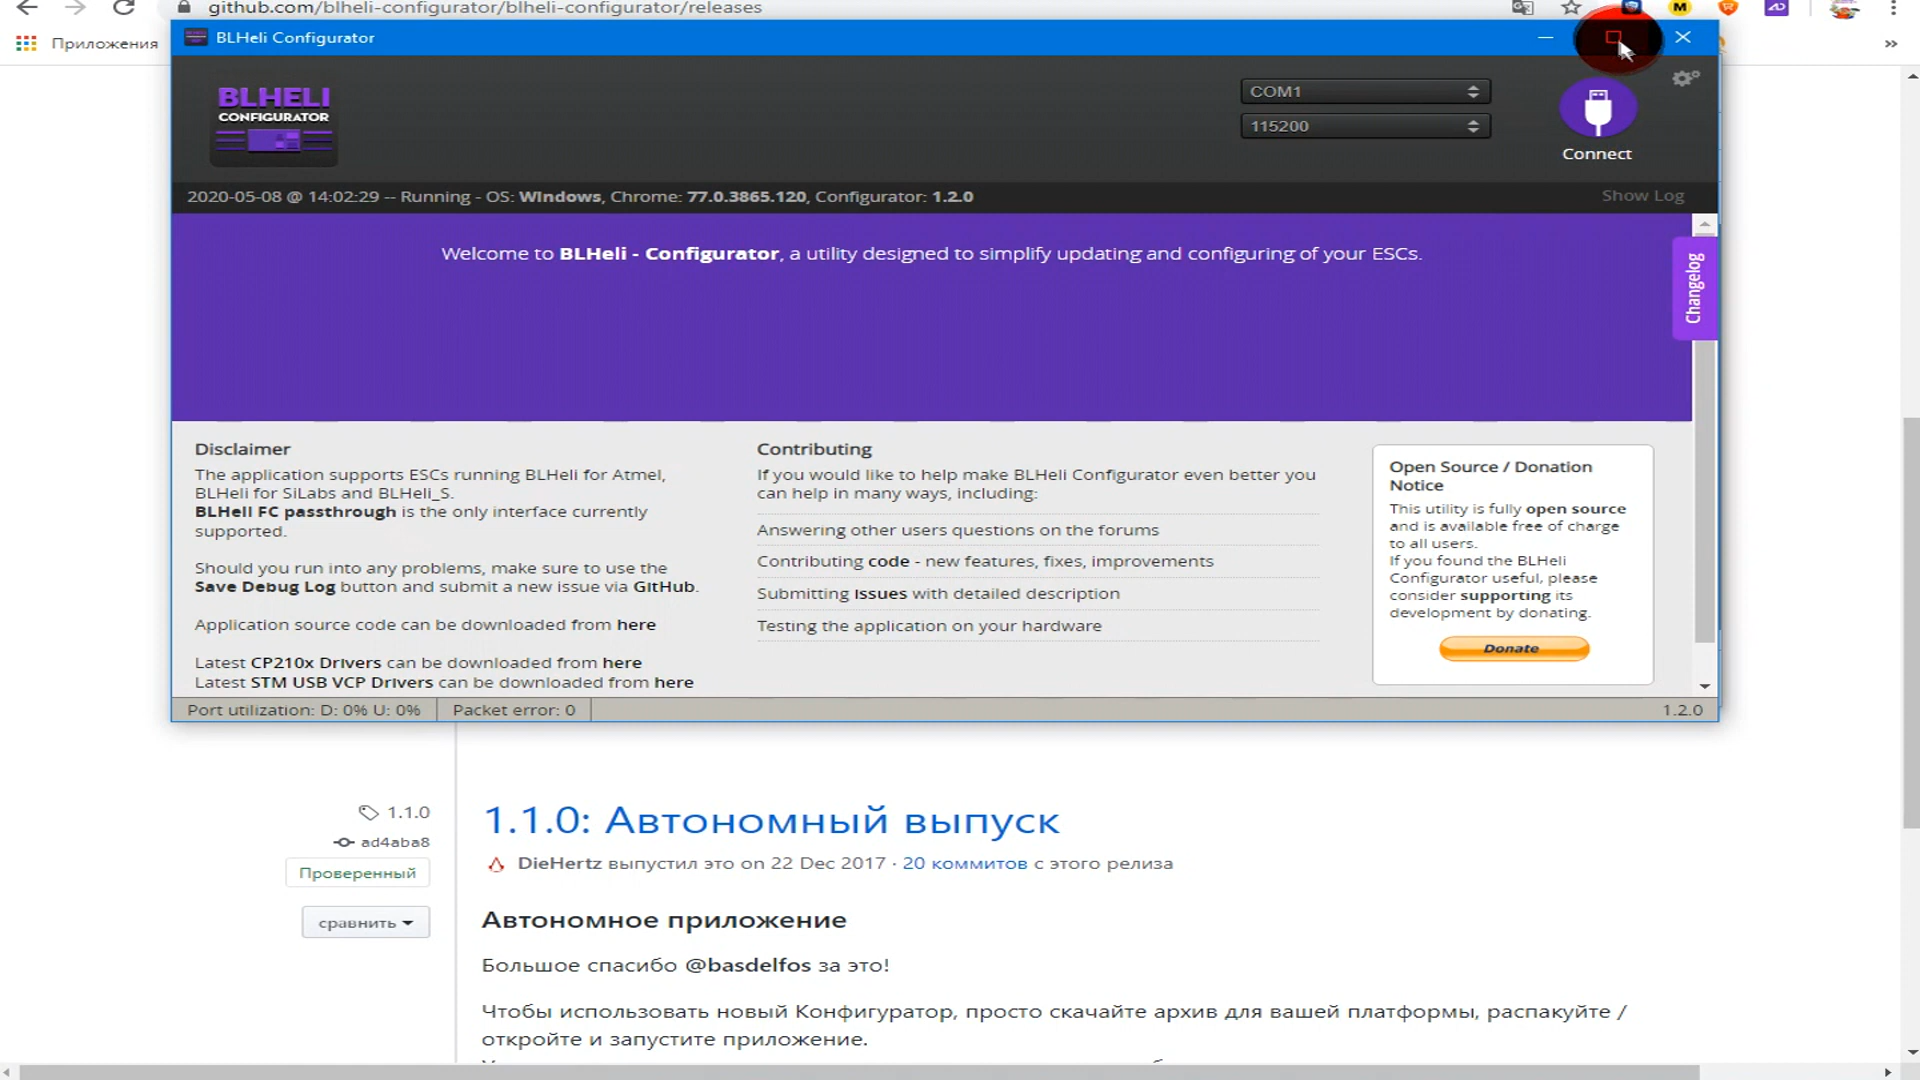 github.com/blheli-configurator/blheli-configurator/releases
Приложения
BLHeli Configurator
BLHELI
CONFIGURATOR
COM1
115200
Connect
2020-05-08 @ 14:02:29 -- Running - OS: Windows, Chrome: 77.0.3865.120, Configurator: 1.2.0
Show Log
Welcome to BLHeli - Configurator, a utility designed to simplify updating and configuring of your ESCs.
Changelog
Disclaimer
The application supports ESCs running BLHeli for Atmel,
BLHeli for SiLabs and BLHeli_S.
BLHeli FC passthrough is the only interface currently
supported.
Should you run into any problems, make sure to use the
Save Debug Log button and submit a new issue via GitHub.
Application source code can be downloaded from here
Latest CP210x Drivers can be downloaded from here
Latest STM USB VCP Drivers can be downloaded from here
Contributing
If you would like to help make BLHeli Configurator even better you
can help in many ways, including:
Answering other users questions on the forums
Contributing code - new features, fixes, improvements
Submitting issues with detailed description
Testing the application on your hardware
Open Source / Donation
Notice
This utility is fully open source
and is available free of charge
to all users.
If you found the BLHeli
Configurator useful, please
consider supporting its
development by donating.
Donate
Port utilization: D: 0% U: 0%
Packet error: 0
1.2.0
1.1.0
ad4aba8
Проверенный
сравнить
1.1.0: Автономный выпуск
DieHertz выпустил это on 22 Dec 2017 · 20 коммитов с этого релиза
Автономное приложение
Большое спасибо @basdelfos за это!
Чтобы использовать новый Конфигуратор, просто скачайте архив для вашей платформы, распакуйте /
откройте и запустите приложение.